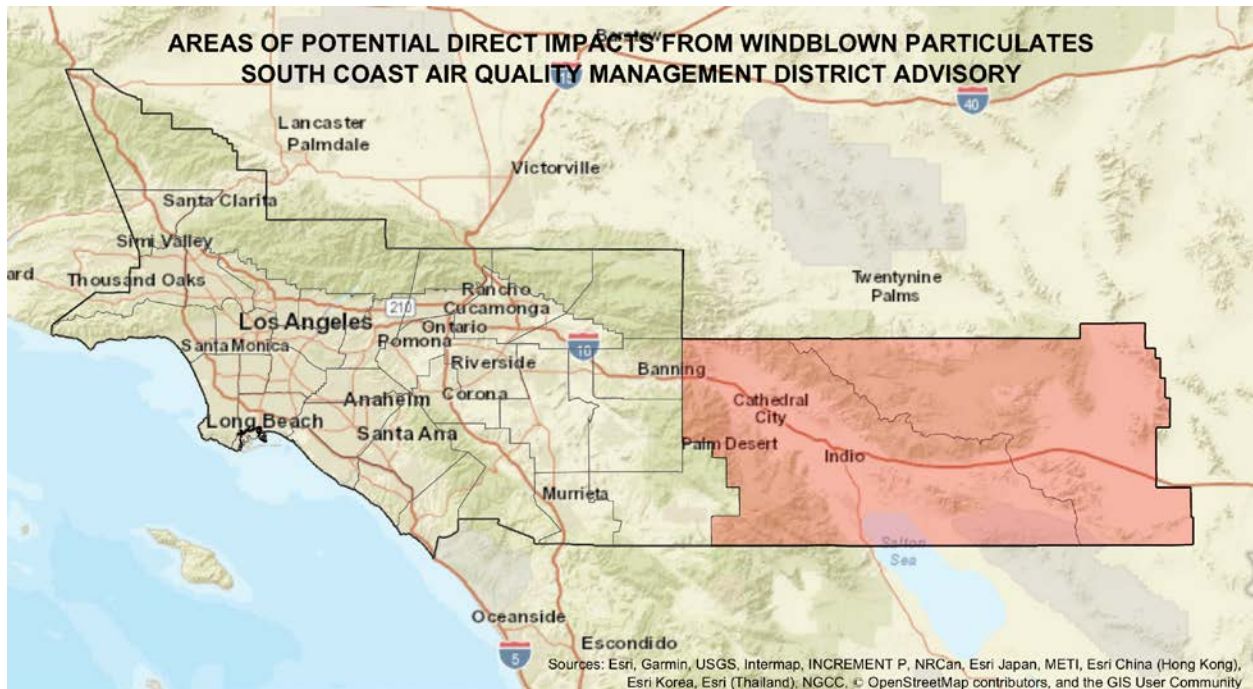 AREAS OF POTENTIAL DIRECT IMPACTS FROM WINDBLOWN PARTICULATES
SOUTH COAST AIR QUALITY MANAGEMENT DISTRICT ADVISORY
Barstow
15
40
Lancaster
Palmdale
Victorville
Santa Clarita
Simi Valley
ard
Thousand Oaks
Twentynine
Palms
Rancho
Cucamonga
210
Los Angeles
Ontario
Pomona
Santa Monica
10
Riverside
Banning
Corona
Anaheim
Cathedral
City
Long Beach
Santa Ana
Palm Desert
Indio
Murrieta
Salton
Sea
Oceanside
Escondido
5
Sources: Esri, Garmin, USGS, Intermap, INCREMENT P, NRCan, Esri Japan, METI, Esri China (Hong Kong),
Esri Korea, Esri (Thailand), NGCC, © OpenStreetMap contributors, and the GIS User Community